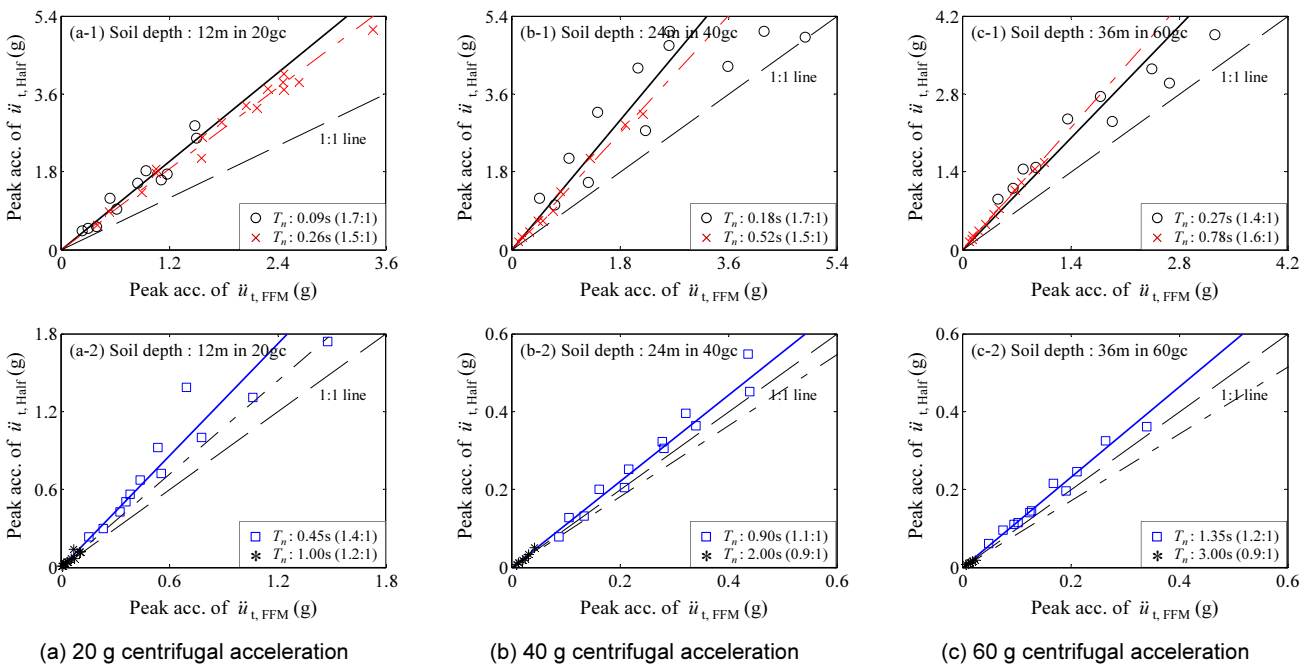 (a-1) Soil depth : 12m in 20gc
Peak acc. of ü t, Half (g)
5.4
3.6
1.8
0
1:1 line
Tn : 0.09s (1.7:1)
Tn : 0.26s (1.5:1)
0 1.2 2.4 3.6
Peak acc. of ü t, FFM (g)
(b-1) Soil depth : 24m in 40gc
Peak acc. of ü t, Half (g)
5.4
3.6
1.8
0
1:1 line
Tn : 0.18s (1.7:1)
Tn : 0.52s (1.5:1)
0 1.8 3.6 5.4
Peak acc. of ü t, FFM (g)
(c-1) Soil depth : 36m in 60gc
Peak acc. of ü t, Half (g)
4.2
2.8
1.4
0
1:1 line
Tn : 0.27s (1.4:1)
Tn : 0.78s (1.6:1)
0 1.4 2.8 4.2
Peak acc. of ü t, FFM (g)
(a-2) Soil depth : 12m in 20gc
Peak acc. of ü t, Half (g)
1.8
1.2
0.6
0
1:1 line
Tn : 0.45s (1.4:1)
Tn : 1.00s (1.2:1)
0 0.6 1.2 1.8
Peak acc. of ü t, FFM (g)
(b-2) Soil depth : 24m in 40gc
Peak acc. of ü t, Half (g)
0.6
0.4
0.2
0
1:1 line
Tn : 0.90s (1.1:1)
Tn : 2.00s (0.9:1)
0 0.2 0.4 0.6
Peak acc. of ü t, FFM (g)
(c-2) Soil depth : 36m in 60gc
Peak acc. of ü t, Half (g)
0.6
0.4
0.2
0
1:1 line
Tn : 1.35s (1.2:1)
Tn : 3.00s (0.9:1)
0 0.2 0.4 0.6
Peak acc. of ü t, FFM (g)
(a) 20 g centrifugal acceleration
(b) 40 g centrifugal acceleration
(c) 60 g centrifugal acceleration